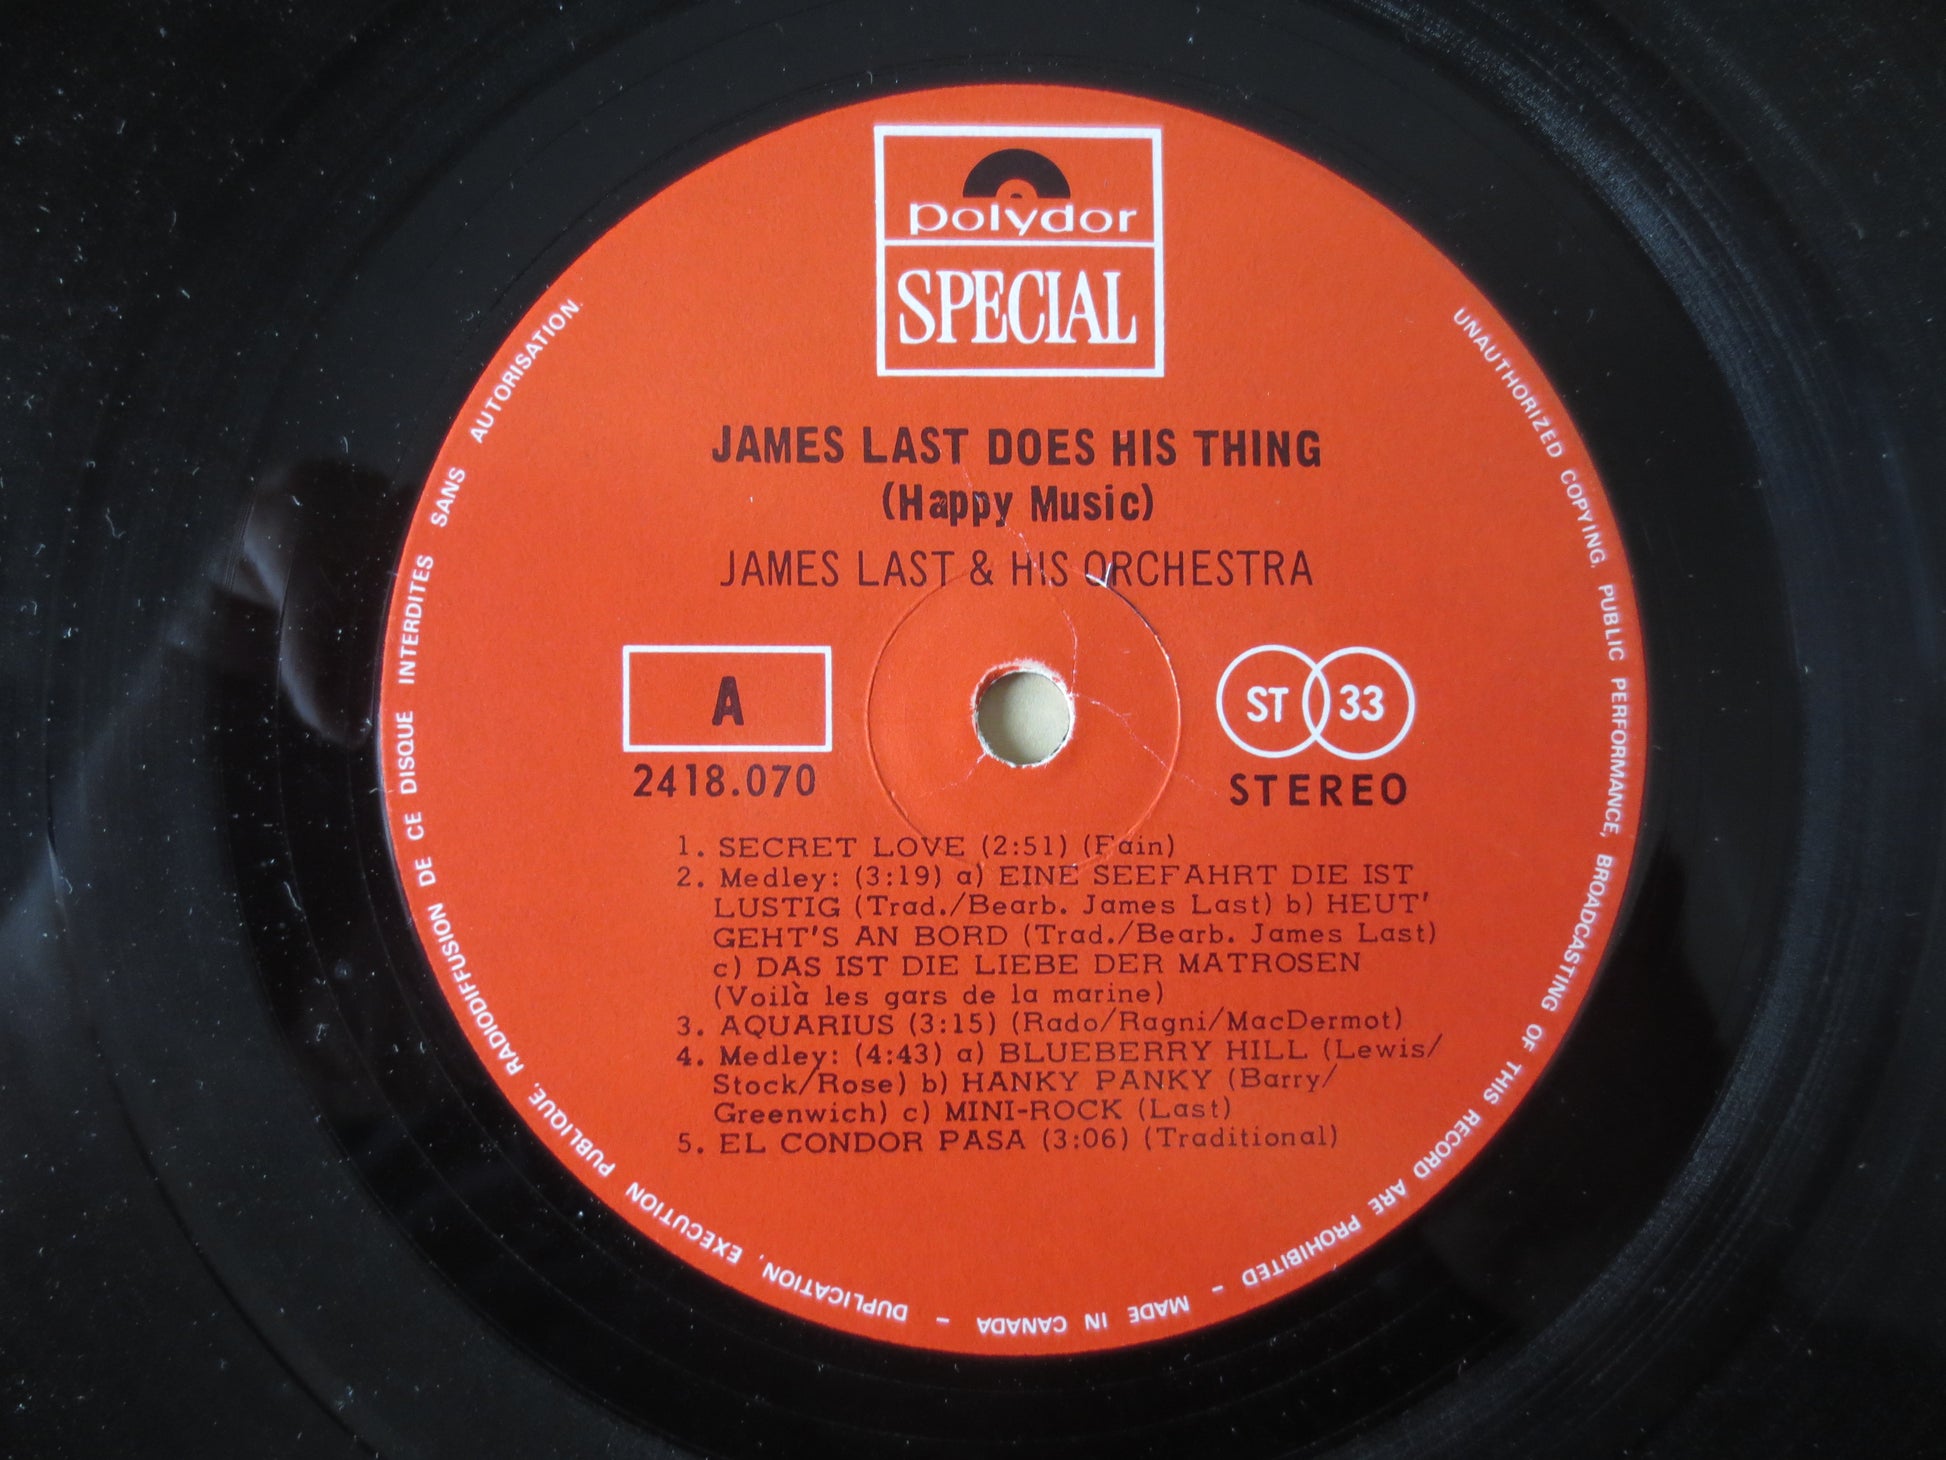 polydor
SPECIAL
JAMES LAST DOES HIS THING
(Happy Music)
JAMES LAST & HIS ORCHESTRA
A
2418.070
ST 33
STEREO
1. SECRET LOVE (2:51) (Fain)
2. Medley: (3:19) a) EINE SEEFAHRT DIE IST
LUSTIG (Trad./Bearb. James Last) b) HEUT'
GEHT'S AN BORD (Trad./Bearb. James Last)
c) DAS IST DIE LIEBE DER MATROSEN
(Voilà les gars de la marine)
3. AQUARIUS (3:15) (Rado/Ragni/MacDermot)
4. Medley: (4:43) a) BLUEBERRY HILL (Lewis/
Stock/Rose) b) HANKY PANKY (Barry/
Greenwich) c) MINI-ROCK (Last)
5. EL CONDOR PASA (3:06) (Traditional)
UNAUTHORIZED COPYING, PUBLIC PERFORMANCE, BROADCASTING OF THIS RECORD ARE PROHIBITED - MADE IN CANADA - DUPLICATION, EXECUTION PUBLIQUE, RADIODIFFUSION DE CE DISQUE INTERDITES SANS AUTORISATION.